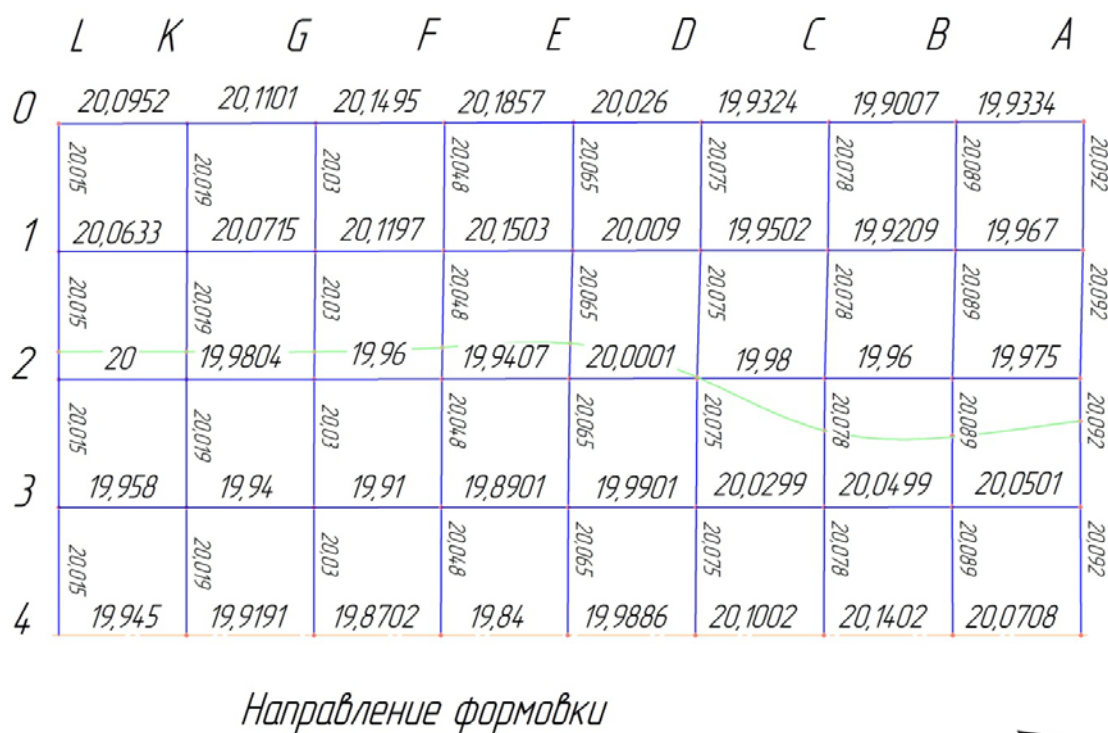 L K G F E D C B A
0 20,0952 20,1101 20,1495 20,1857 20,026 19,9324 19,9007 19,9334
20,015 20,019 20,03 20,048 20,065 20,075 20,078 20,089 20,092
1 20,0633 20,0715 20,1197 20,1503 20,009 19,9502 19,9209 19,967
20,015 20,019 20,03 20,048 20,065 20,075 20,078 20,089 20,092
2 20 19,9804 19,96 19,9407 20,0001 19,98 19,96 19,975
20,015 20,019 20,03 20,048 20,065 20,075 20,078 20,089 20,092
3 19,958 19,94 19,91 19,8901 19,9901 20,0299 20,0499 20,0501
20,015 20,019 20,03 20,048 20,065 20,075 20,078 20,089 20,092
4 19,945 19,9191 19,8702 19,84 19,9886 20,1002 20,1402 20,0708
Направление формовки